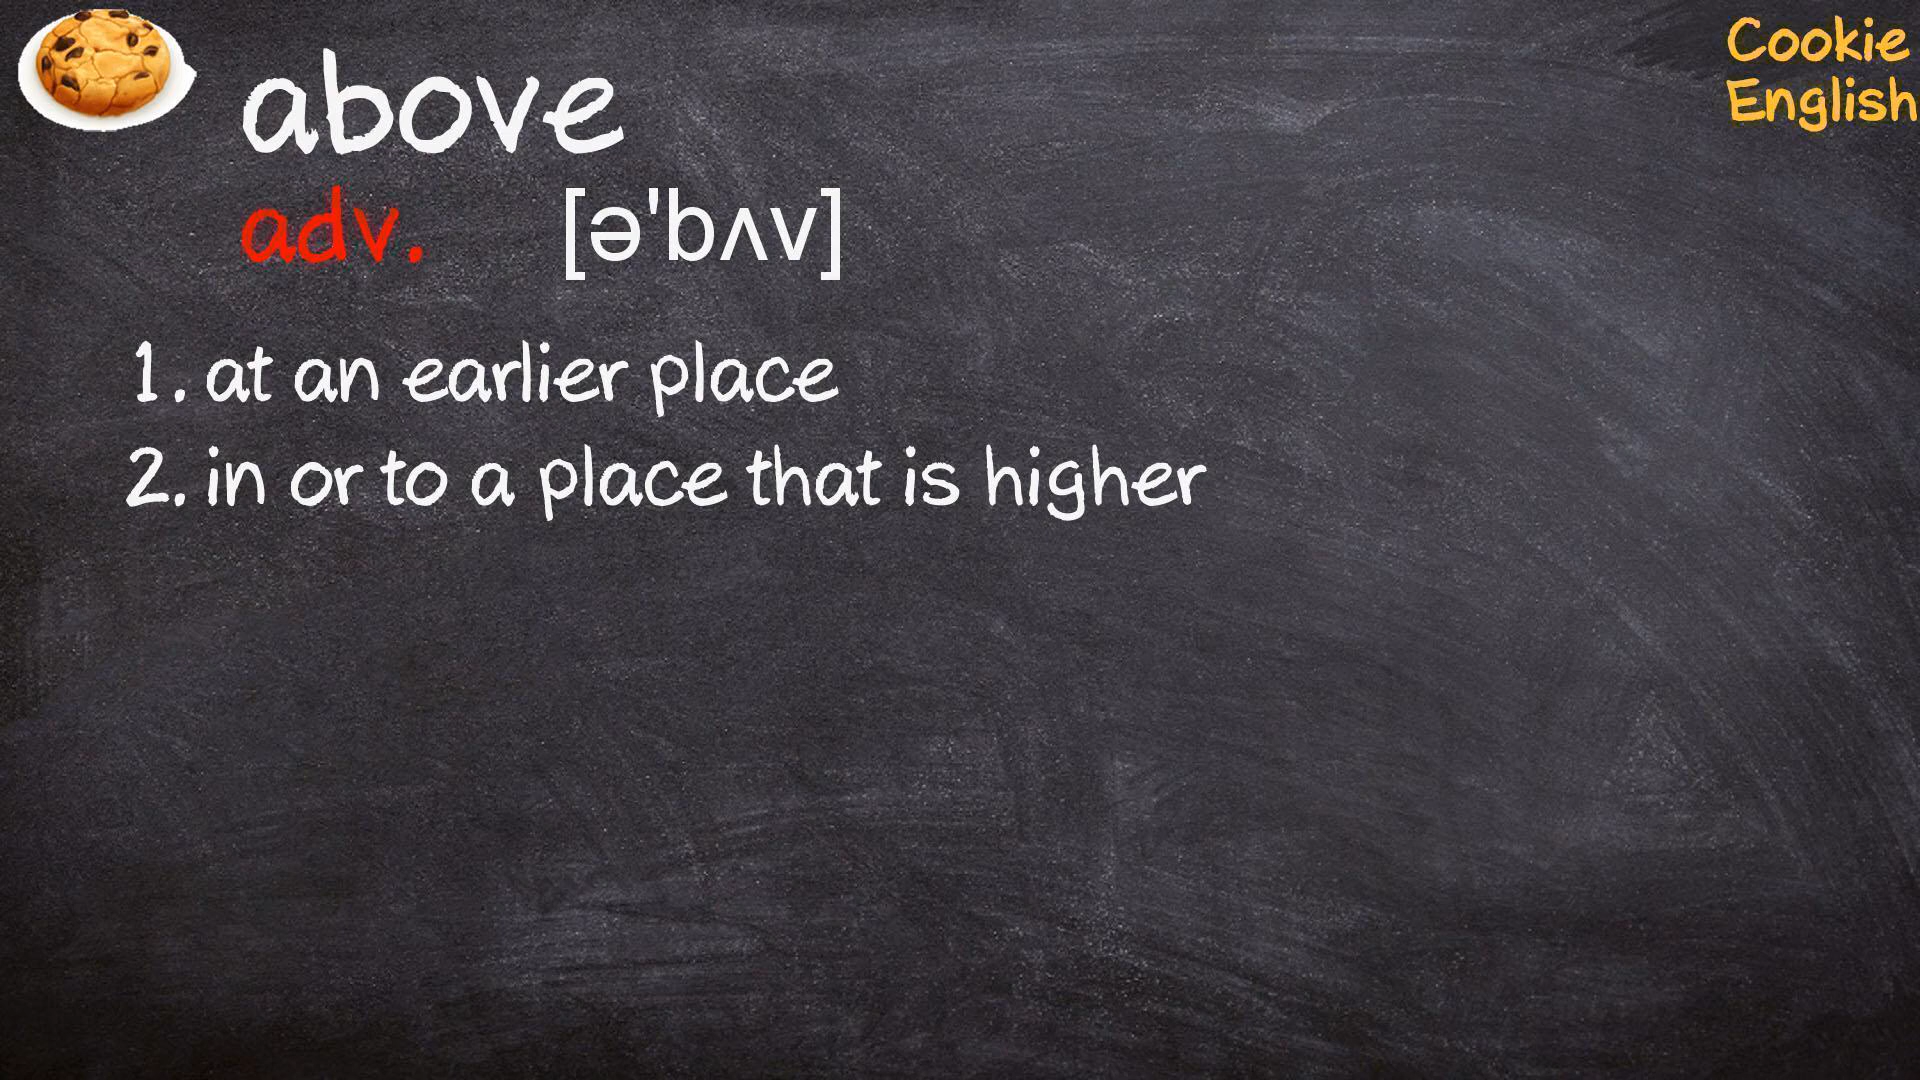 above
Cookie
English
adv. [ə'bʌv]
1. at an earlier place
2. in or to a place that is higher